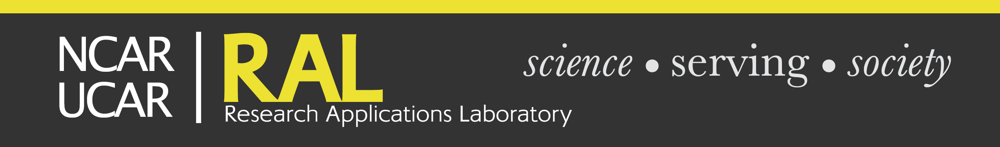 NCAR
UCAR
RAL
Research Applications Laboratory
science • serving • society